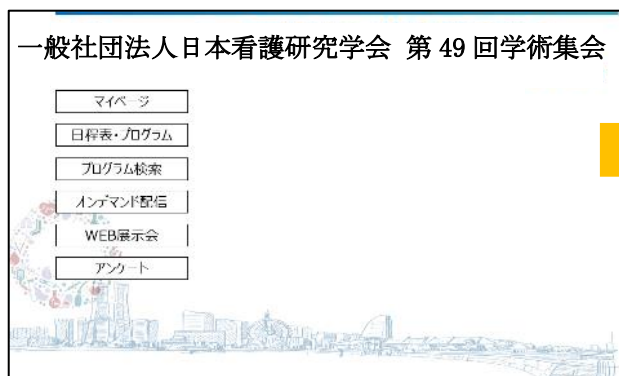 一般社団法人日本看護研究学会 第 49 回学術集会
マイページ
日程表・プログラム
プログラム検索
オンデマンド配信
WEB展示会
アンケート